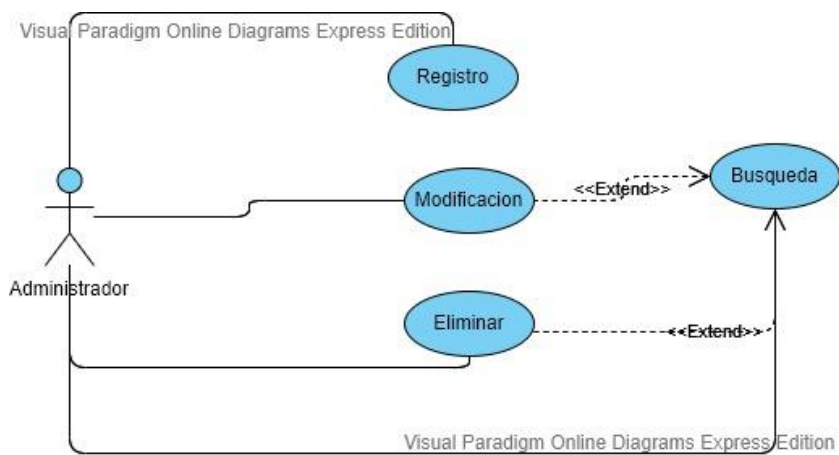 Visual Paradigm Online Diagrams Express Edition
Registro
Modificacion
<<Extend>>
Busqueda
Administrador
Eliminar
<<Extend>>
Visual Paradigm Online Diagrams Express Edition